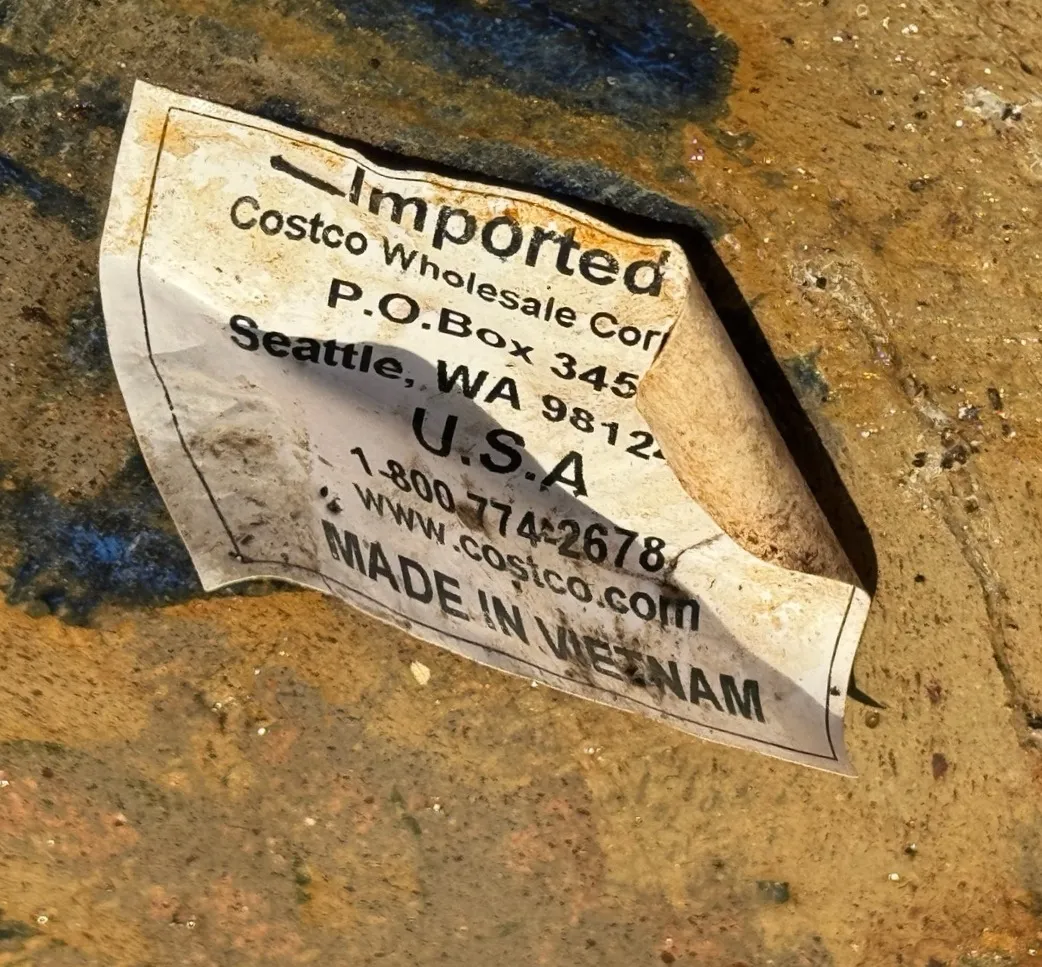 Imported
Costco Wholesale Cor
P.O.Box 345
Seattle, WA 9812
U.S.A
1-800-774-2678
www.costco.com
MADE IN VIETNAM